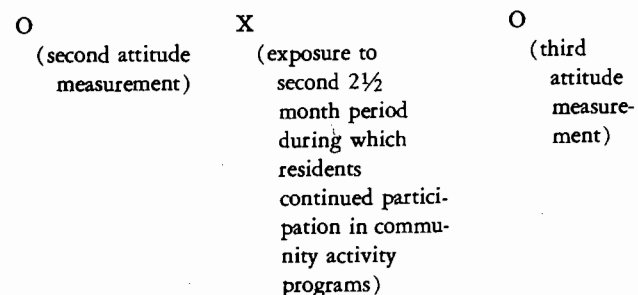 O
(second attitude
measurement)
X
(exposure to
second 2½
month period
during which
residents
continued partici-
pation in commu-
nity activity
programs)
O
(third
attitude
measure-
ment)